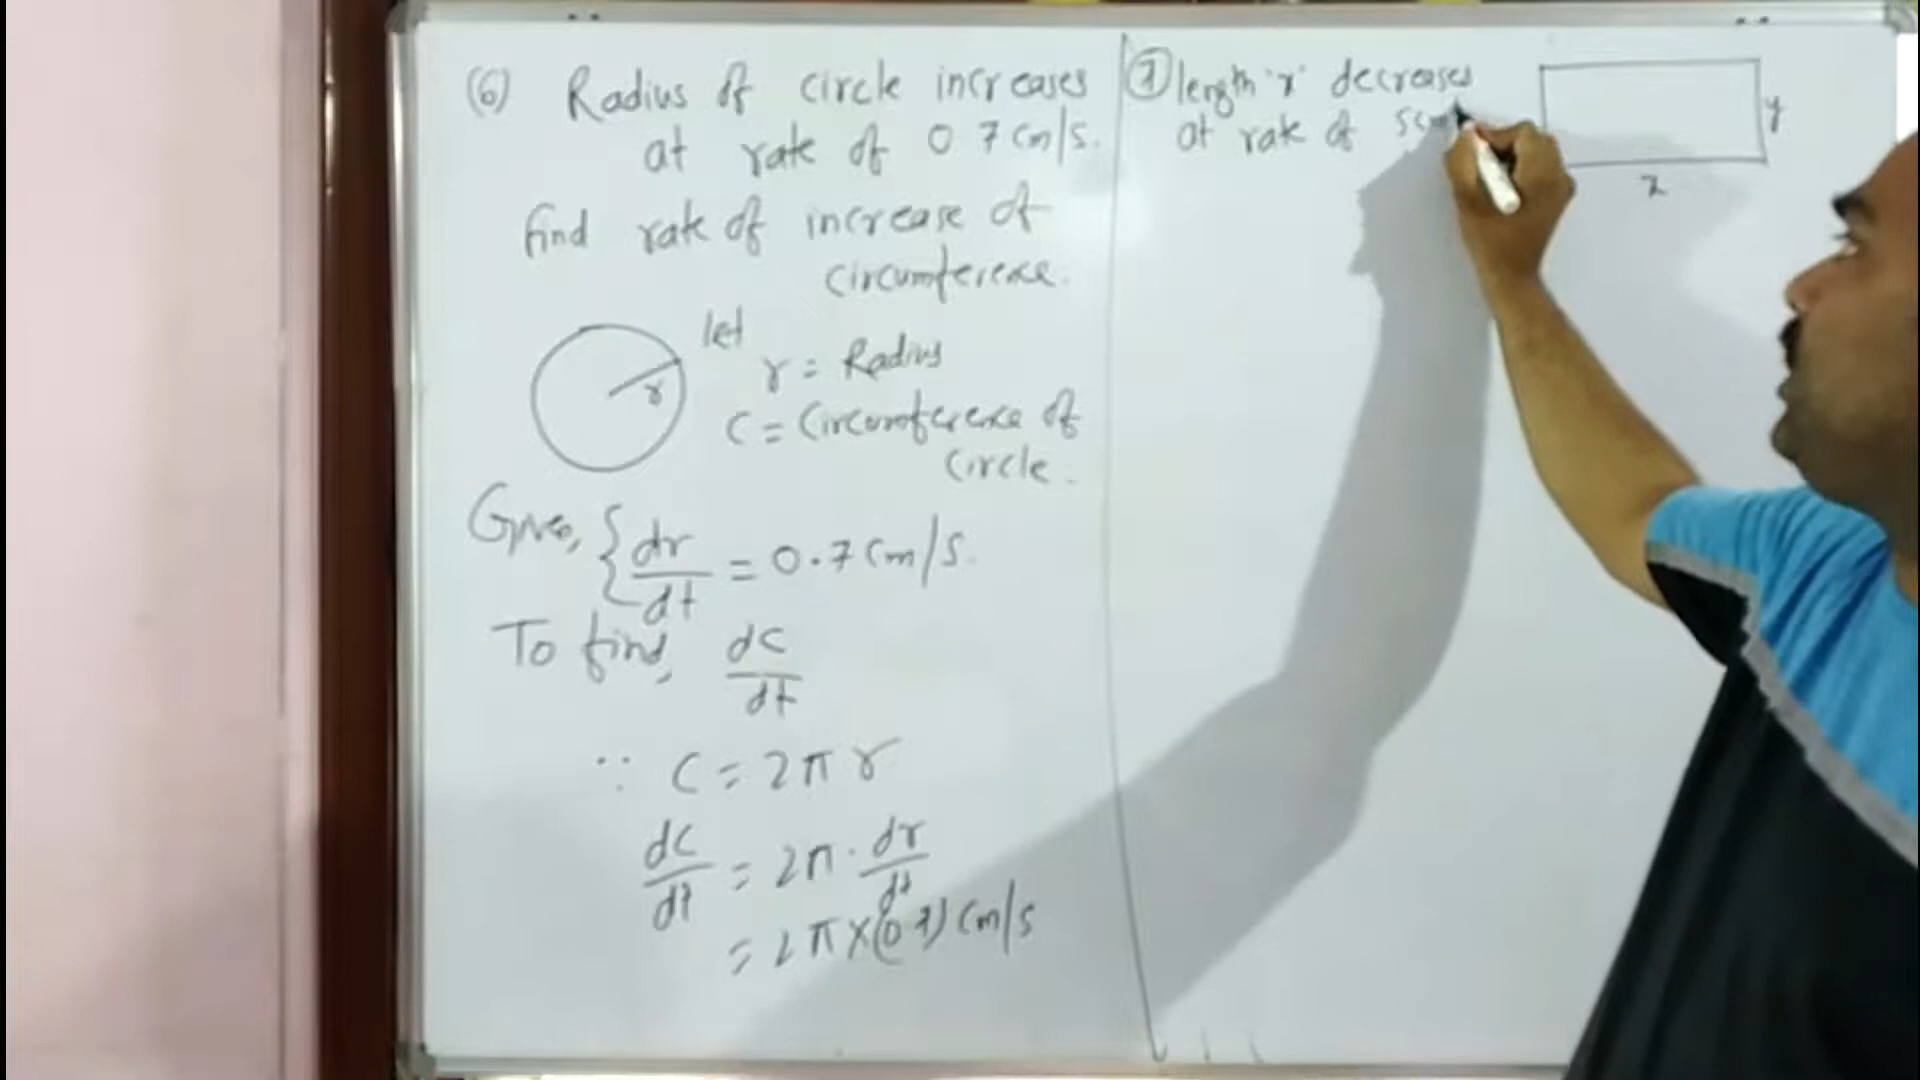 (6) Radius of circle increases
at rate of 0.7 cm/s.
find rate of increase of
circumference.
let
r = Radius
C = Circumference of
circle.
r
Given, { dr/dt = 0.7 cm/s.
To find, dc/dt
∵ C = 2π r
dc/dt = 2π · dr/dt
= 2π × (0.7) cm/s
⑦ length 'x' decreases
at rate of 5cm
y
x